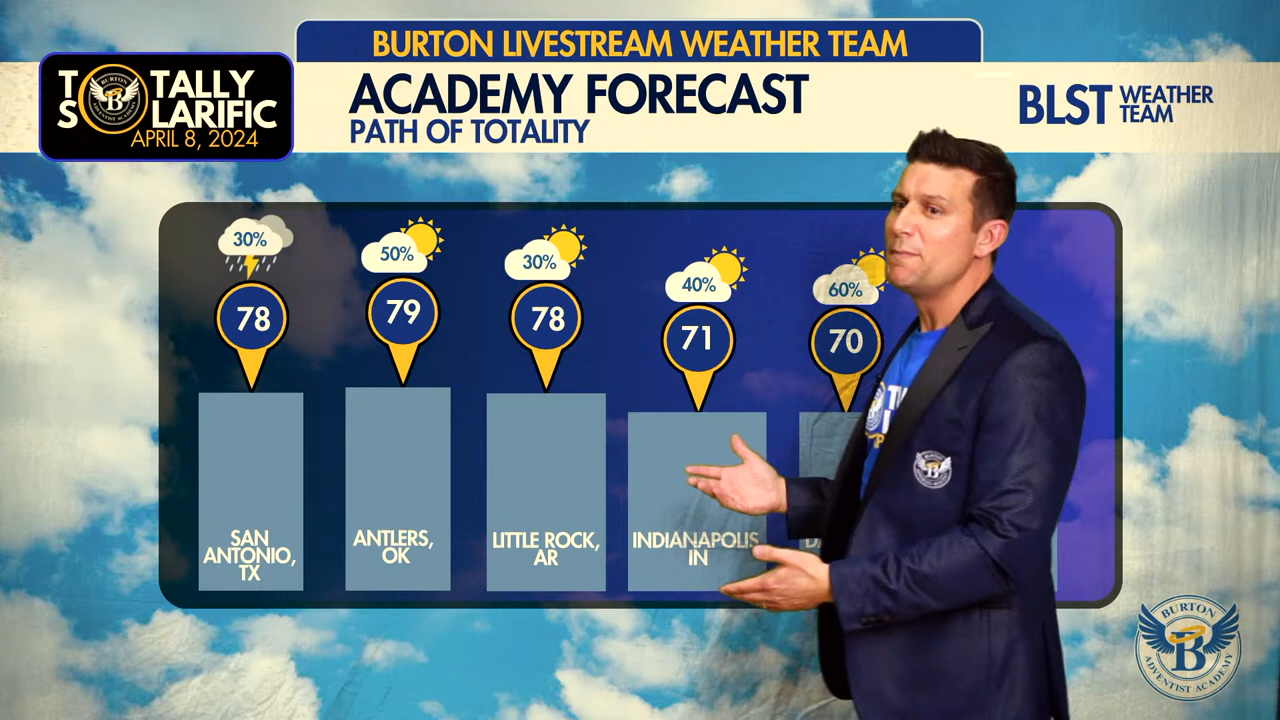 BURTON LIVESTREAM WEATHER TEAM
TOTALLY
SOLARIFIC
APRIL 8, 2024
ACADEMY FORECAST
PATH OF TOTALITY
BLST WEATHER
TEAM
30%
50%
30%
40%
60%
78
79
78
71
70
SAN
ANTONIO,
TX
ANTLERS,
OK
LITTLE ROCK,
AR
INDIANAPOLIS
IN
BURTON
B
ADVENTIST ACADEMY